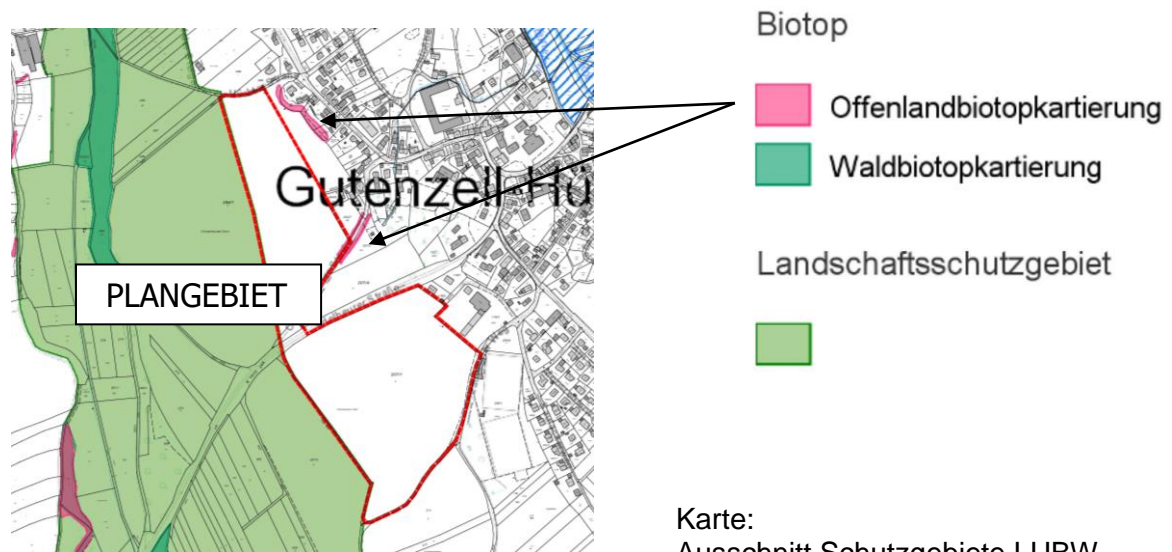 Gutenzell-Hü
PLANGEBIET
Biotop
Offenlandbiotopkartierung
Waldbiotopkartierung
Landschaftsschutzgebiet
Karte:
Ausschnitt Schutzgebiete LUBW